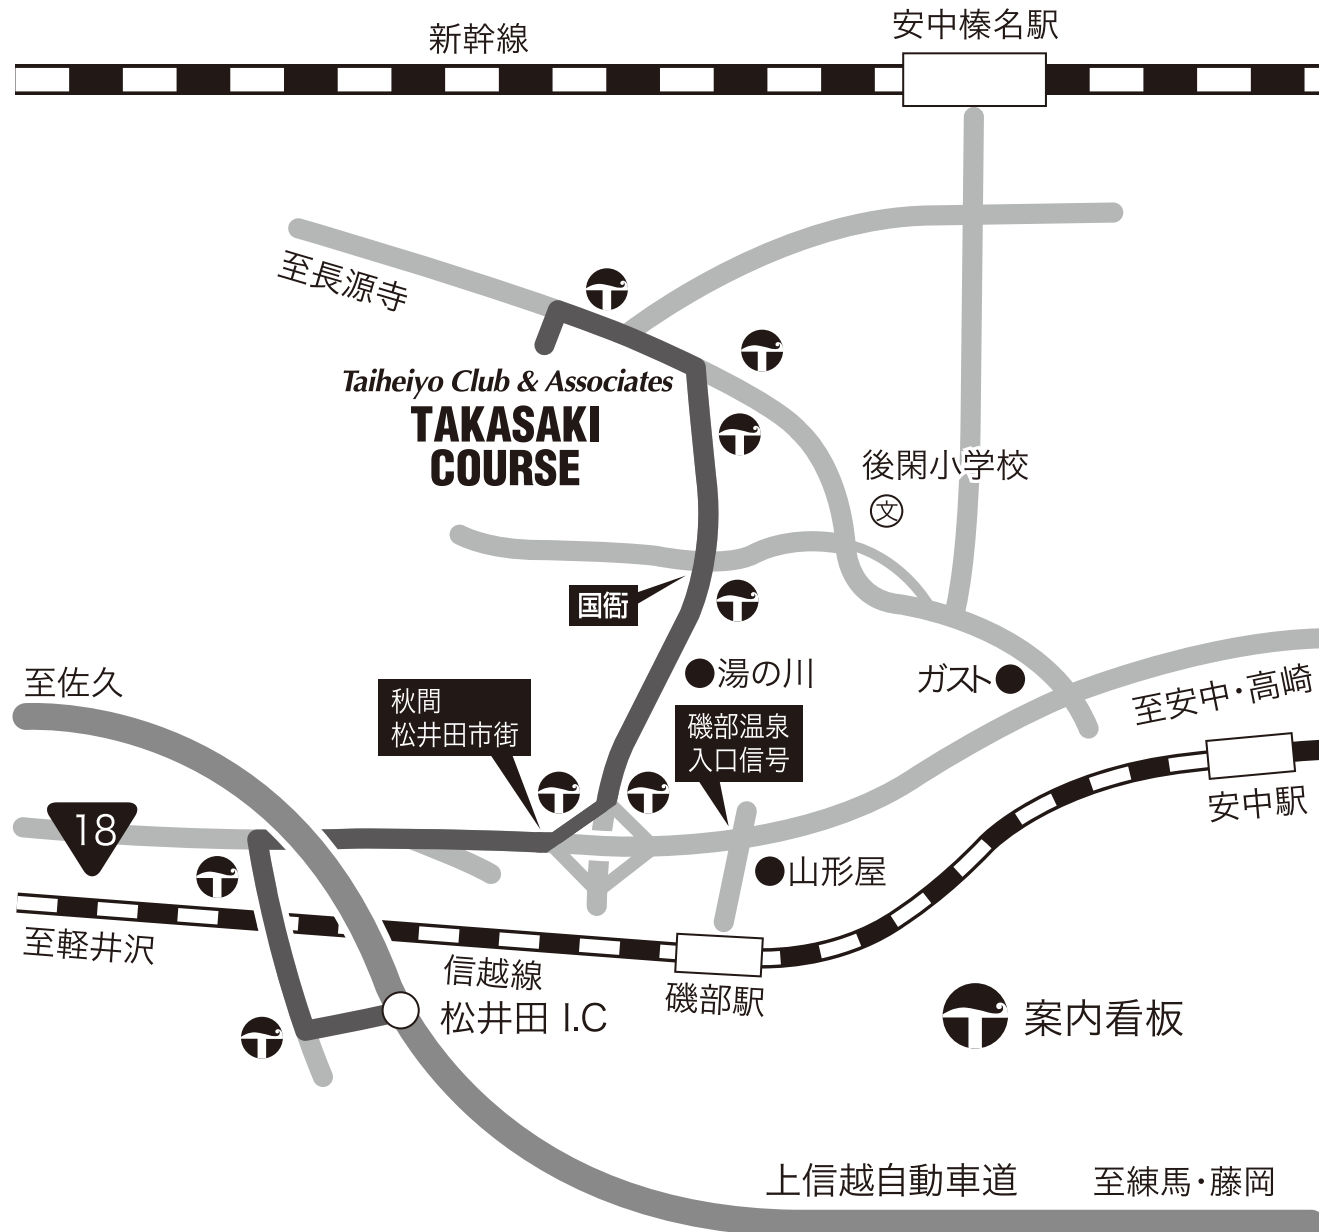 安中榛名駅
新幹線
至長源寺
Taiheiyo Club & Associates
TAKASAKI
COURSE
後閑小学校
文
国衙
湯の川
ガスト
至佐久
秋間
松井田市街
磯部温泉
入口信号
至安中・高崎
安中駅
18
山形屋
至軽井沢
信越線
磯部駅
松井田 I.C
案内看板
上信越自動車道
至練馬・藤岡